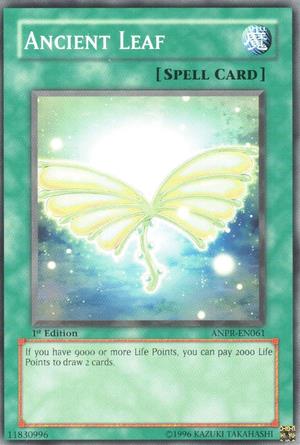 ANCIENT LEAF
魔
[SPELL CARD]
1st Edition
ANPR-EN061
If you have 9000 or more Life Points, you can pay 2000 Life
Points to draw 2 cards.
11830996
©1996 KAZUKI TAKAHASHI